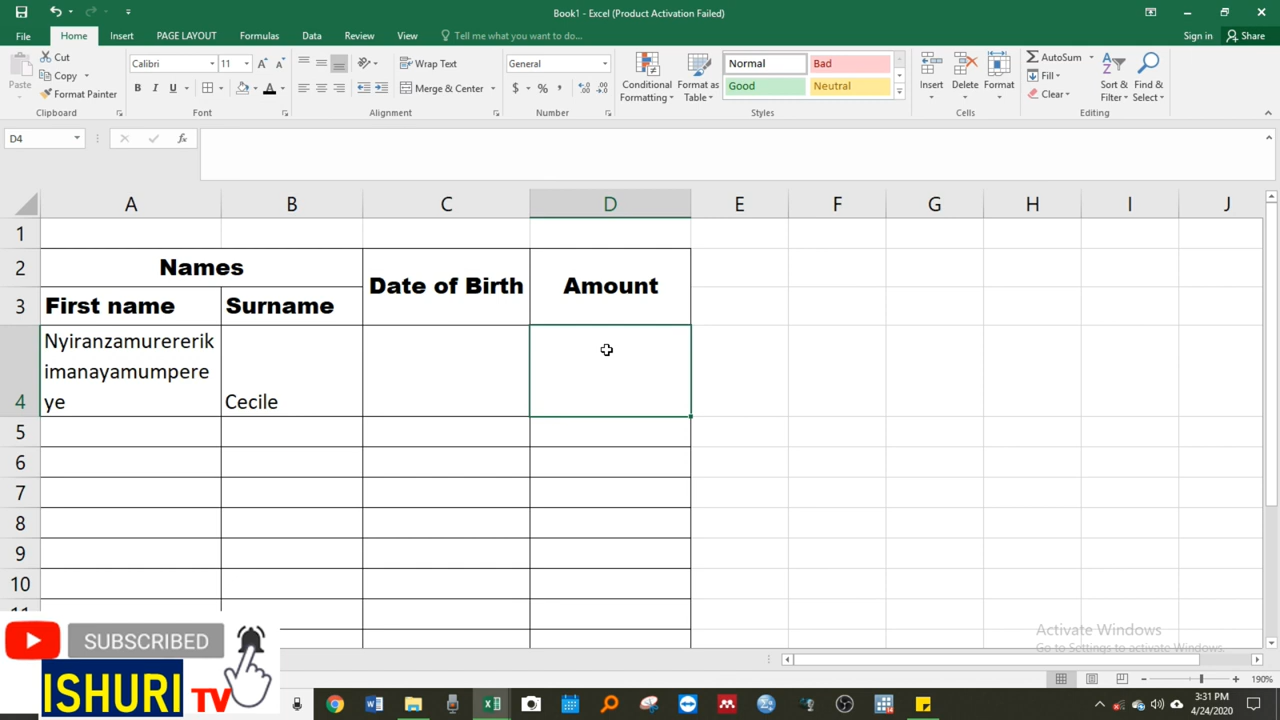 Book1 - Excel (Product Activation Failed)
File Home Insert PAGE LAYOUT Formulas Data Review View Tell me what you want to do... Sign in Share
Paste Cut Copy Format Painter
Clipboard
Calibri 11
B I U A
Font
Wrap Text
Merge & Center
Alignment
General
$ % ,
Number
Conditional Formatting
Format as Table
Normal Bad
Good Neutral
Styles
Insert Delete Format
Cells
AutoSum
Fill
Clear
Sort & Filter
Find & Select
Editing
D4 fx
A B C D E F G H I J
1
2 Names Date of Birth Amount
3 First name Surname
4 Nyiranzamurererik
imanayamumpere
ye Cecile
5
6
7
8
9
10
11
SUBSCRIBED
ISHURI TV
Activate Windows
Go to Settings to activate Windows.
190%
3:31 PM
4/24/2020